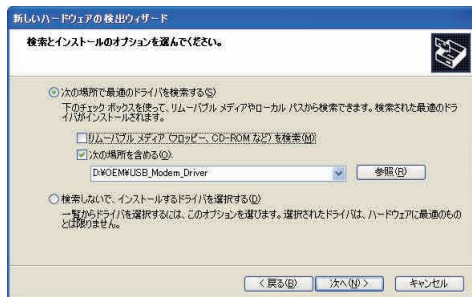 新しいハードウェアの検出ウィザード
検索とインストールのオプションを選んでください。
次の場所で最適のドライバを検索する(S)
下のチェック ボックスを使って、リムーバブル メディアやローカル パスから検索できます。検索された最適のドラ
イバがインストールされます。
リムーバブル メディア (フロッピー、CD-ROM など) を検索(M)
次の場所を含める(O):
D:¥OEM¥USB_Modem_Driver
参照(R)
検索しないで、インストールするドライバを選択する(D)
一覧からドライバを選択するには、このオプションを選びます。選択されたドライバは、ハードウェアに最適のもの
とは限りません。
< 戻る(B)
次へ(N) >
キャンセル